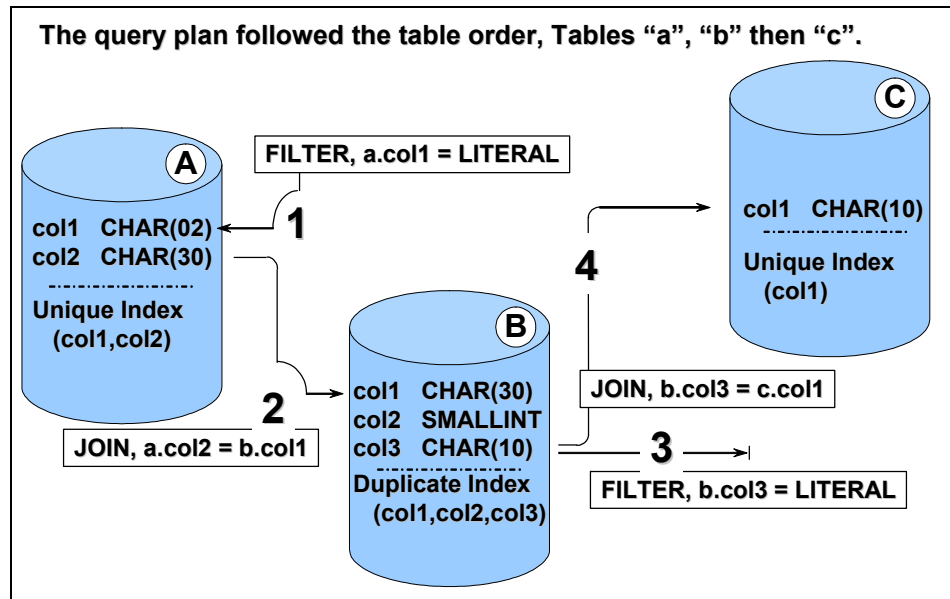 The query plan followed the table order, Tables “a”, “b” then “c”.
C
FILTER, a.col1 = LITERAL
A
1
col1 CHAR(02)
col2 CHAR(30)
Unique Index
(col1,col2)
4
col1 CHAR(10)
Unique Index
(col1)
B
2
JOIN, a.col2 = b.col1
col1 CHAR(30)
col2 SMALLINT
col3 CHAR(10)
Duplicate Index
(col1,col2,col3)
JOIN, b.col3 = c.col1
3
FILTER, b.col3 = LITERAL